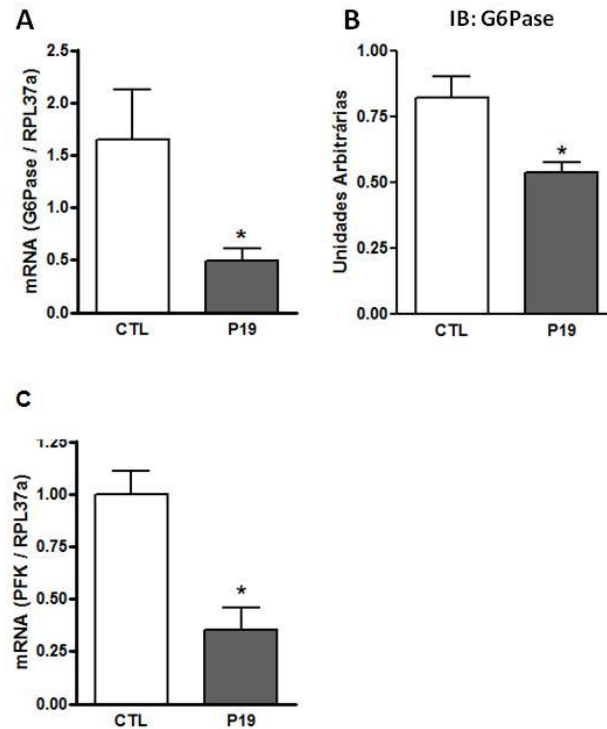 A
mRNA (G6Pase / RPL37a)
2.5
2.0
1.5
1.0
0.5
0.0
*
CTL P19
B
IB: G6Pase
Unidades Arbitrárias
1.00
0.75
0.50
0.25
0.00
*
CTL P19
C
mRNA (PFK / RPL37a)
1.25
1.00
0.75
0.50
0.25
0.00
*
CTL P19